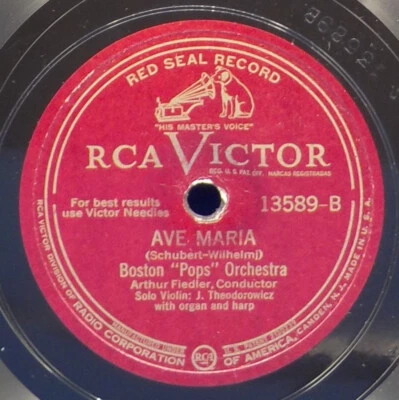 RED SEAL RECORD
"HIS MASTER'S VOICE"
RCA VICTOR
REG. U. S. PAT. OFF. MARCAS REGISTRADAS
For best results
use Victor Needles
13589-B
AVE MARIA
(Schubert-Wilhelmj)
Boston "Pops" Orchestra
Arthur Fiedler, Conductor
Solo Violin: J. Theodorowicz
with organ and harp
RCA VICTOR DIVISION OF
RADIO CORPORATION
RCA
OF AMERICA, CAMDEN, N. J. MADE IN U. S. A.